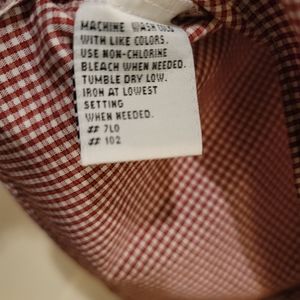 MACHINE WASH COLD
WITH LIKE COLORS.
USE NON-CHLORINE
BLEACH WHEN NEEDED.
TUMBLE DRY LOW.
IRON AT LOWEST
SETTING
WHEN NEEDED.
## 7L0
## 102